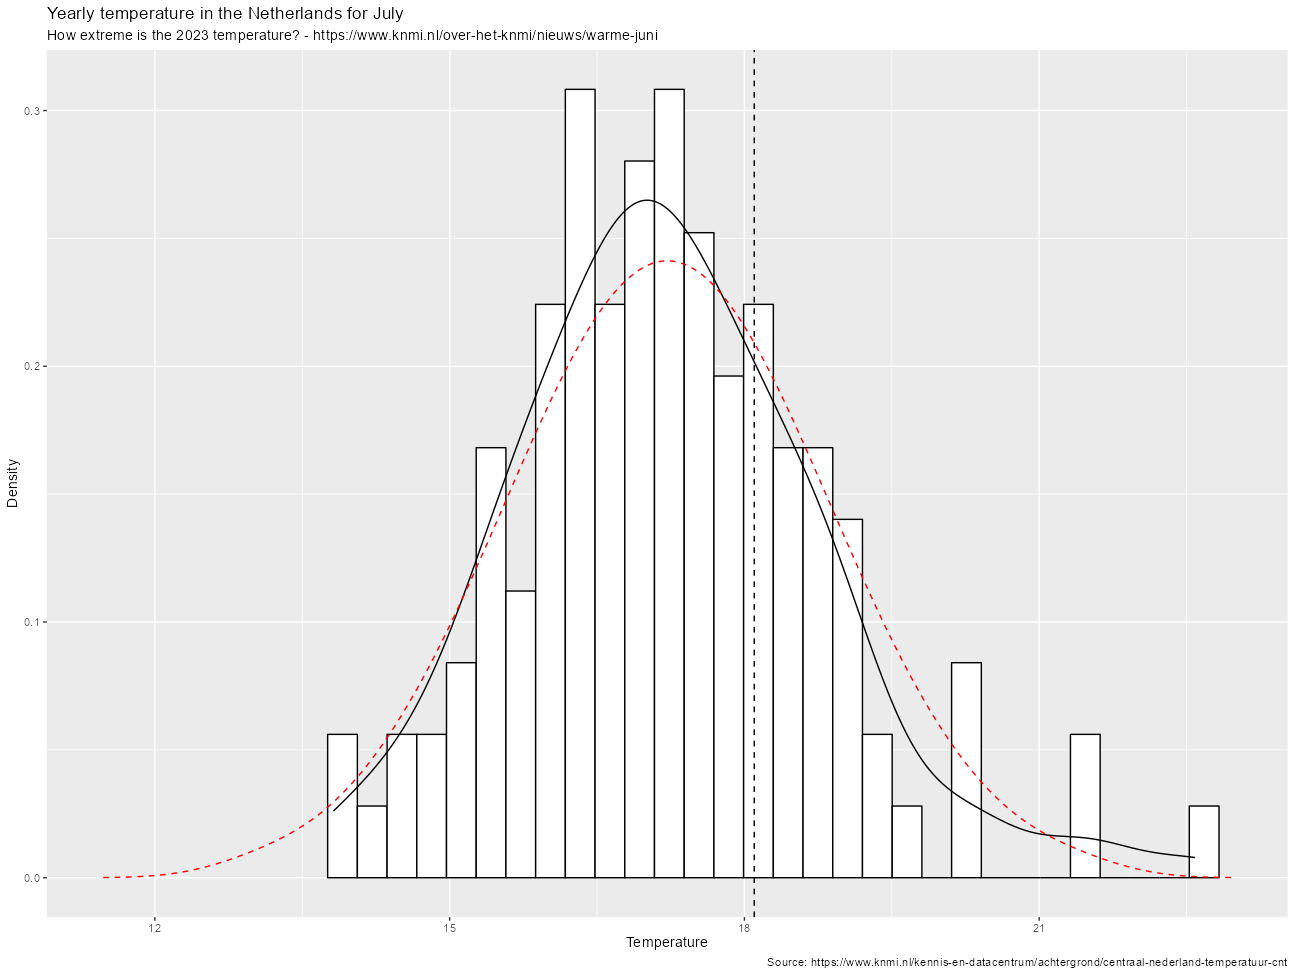 Yearly temperature in the Netherlands for July
How extreme is the 2023 temperature? - https://www.knmi.nl/over-het-knmi/nieuws/warme-juni
0.3
0.2
0.1
0.0
Density
12
15
18
21
Temperature
Source: https://www.knmi.nl/kennis-en-datacentrum/achtergrond/centraal-nederland-temperatuur-cnt